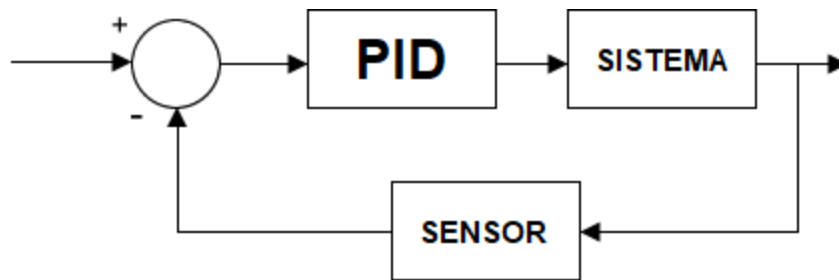 +
PID
SISTEMA
-
SENSOR